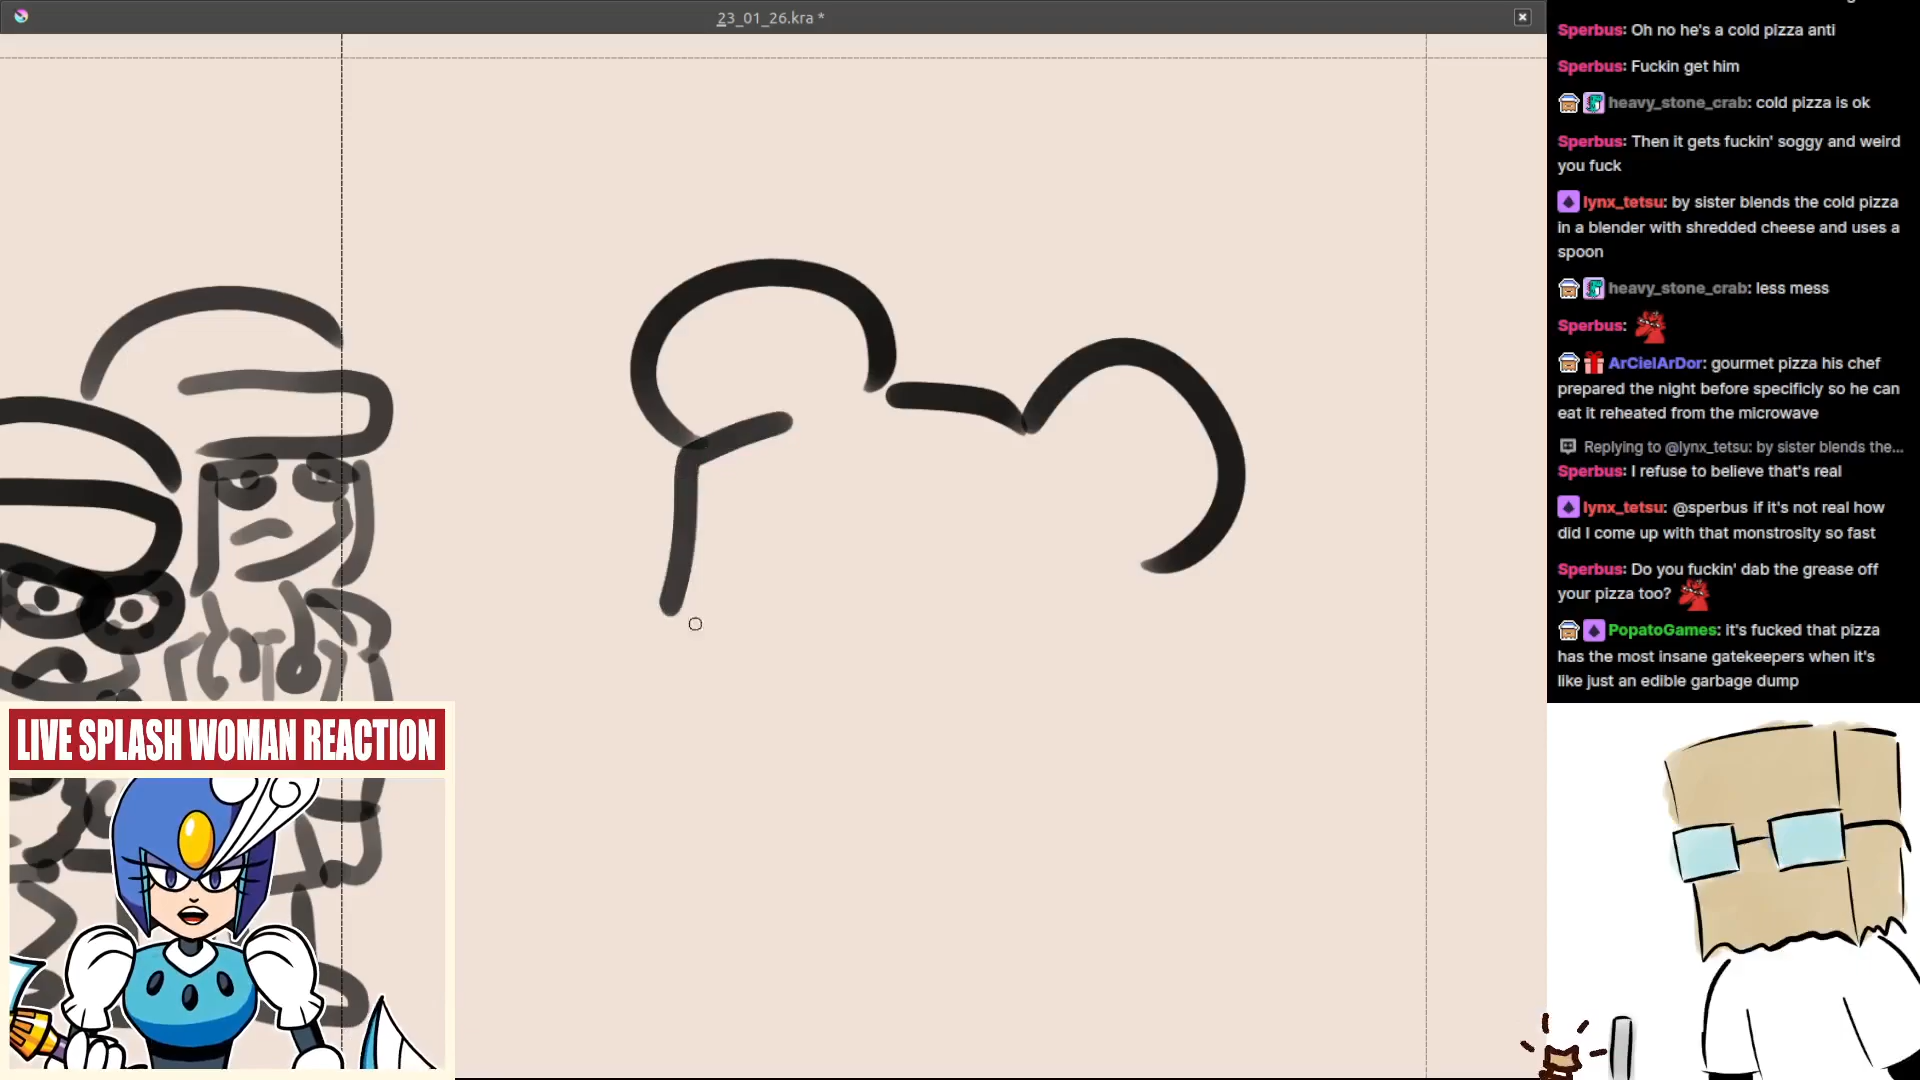 23_01_26.kra *
Sperbus: Oh no he's a cold pizza anti
Sperbus: Fuckin get him
heavy_stone_crab: cold pizza is ok
Sperbus: Then it gets fuckin' soggy and weird
you fuck
lynx_tetsu: by sister blends the cold pizza
in a blender with shredded cheese and uses a
spoon
heavy_stone_crab: less mess
Sperbus:
ArCielArDor: gourmet pizza his chef
prepared the night before specificly so he can
eat it reheated from the microwave
Replying to @lynx_tetsu: by sister blends the...
Sperbus: I refuse to believe that's real
lynx_tetsu: @sperbus if it's not real how
did I come up with that monstrosity so fast
Sperbus: Do you fuckin' dab the grease off
your pizza too?
PopatoGames: it's fucked that pizza
has the most insane gatekeepers when it's
like just an edible garbage dump
LIVE SPLASH WOMAN REACTION